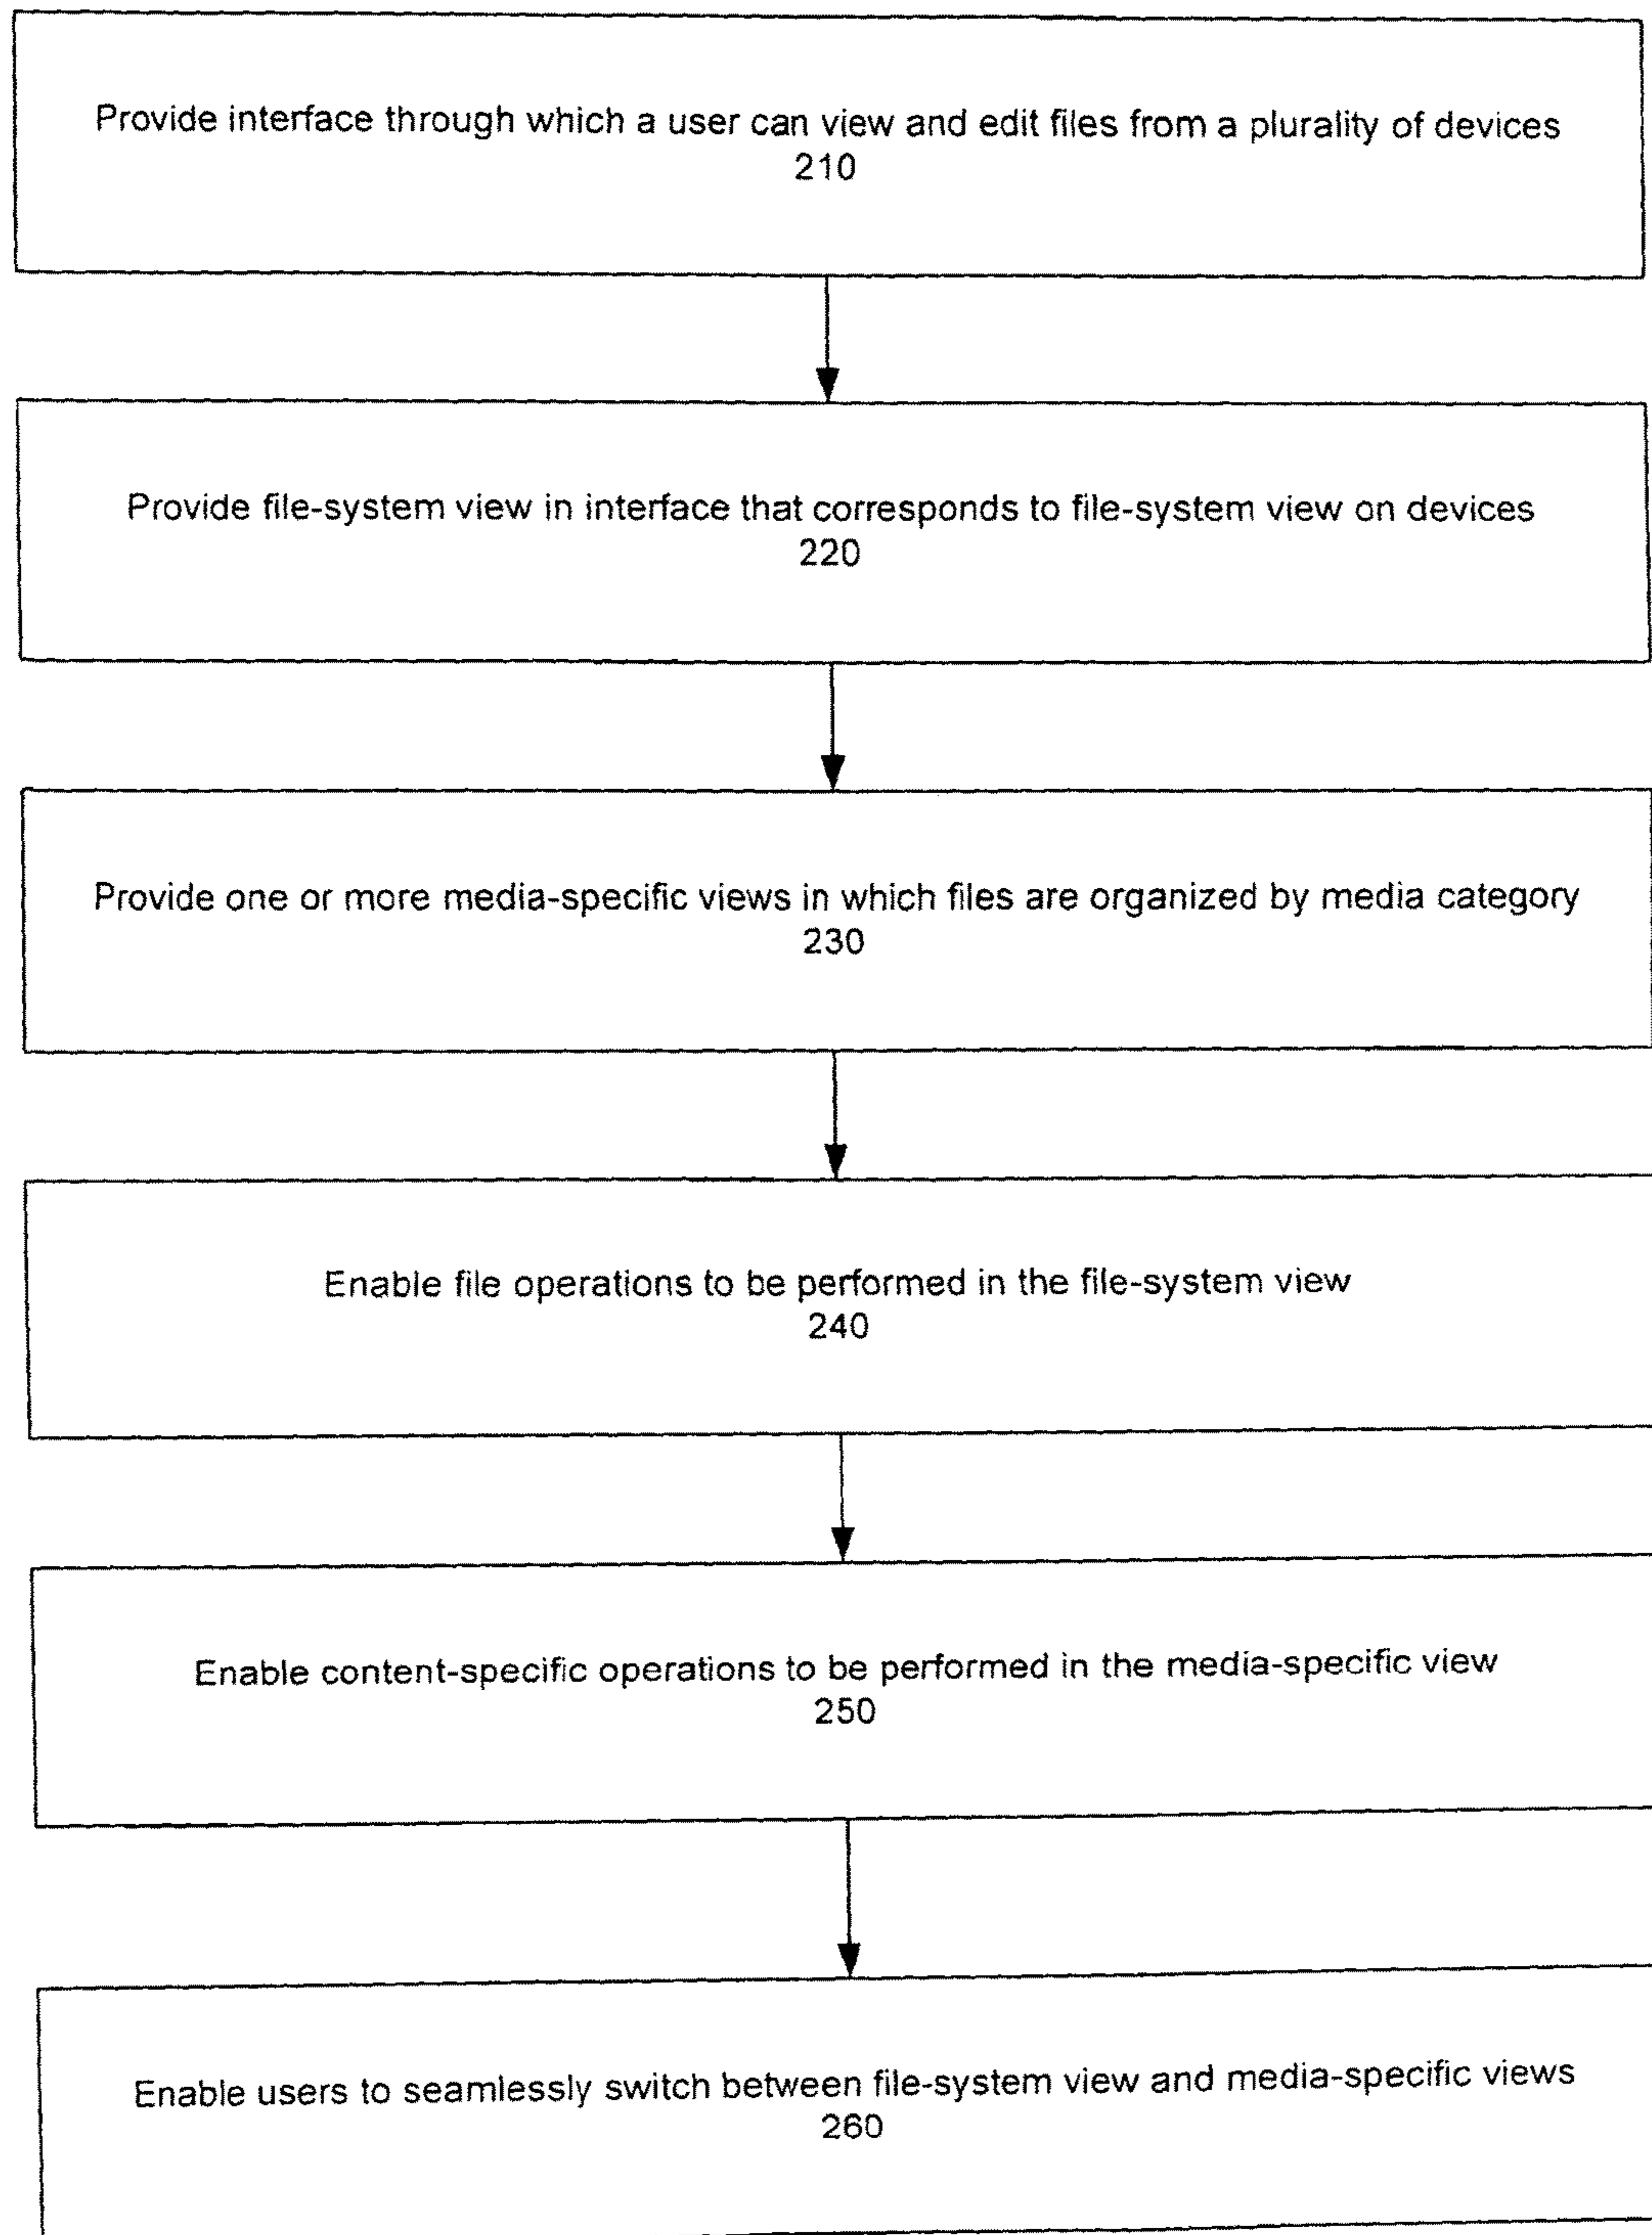 Provide interface through which a user can view and edit files from a plurality of devices
210
Provide file-system view in interface that corresponds to file-system view on devices
220
Provide one or more media-specific views in which files are organized by media category
230
Enable file operations to be performed in the file-system view
240
Enable content-specific operations to be performed in the media-specific view
250
Enable users to seamlessly switch between file-system view and media-specific views
260